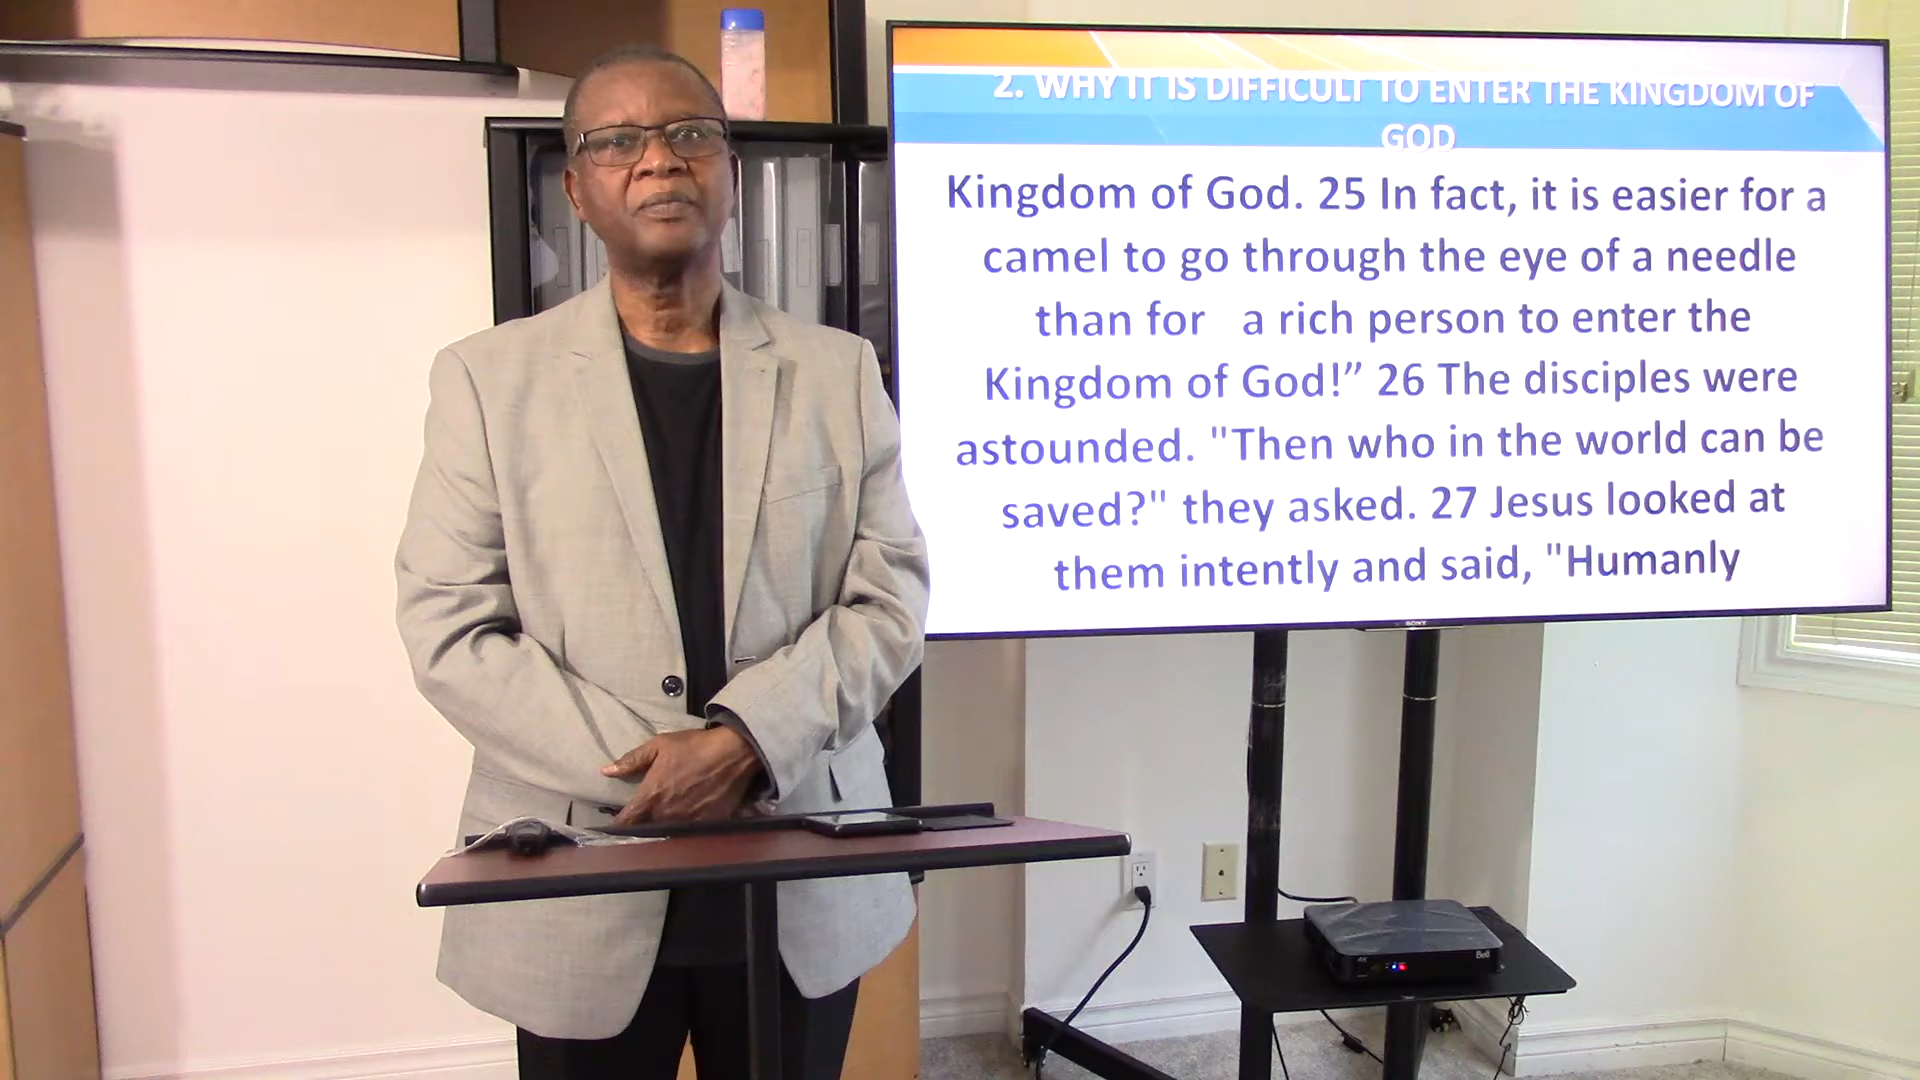 2. WHY IT IS DIFFICULT TO ENTER THE KINGDOM OF
GOD
Kingdom of God. 25 In fact, it is easier for a
camel to go through the eye of a needle
than for a rich person to enter the
Kingdom of God!” 26 The disciples were
astounded. "Then who in the world can be
saved?" they asked. 27 Jesus looked at
them intently and said, "Humanly
SONY
4K
Bell